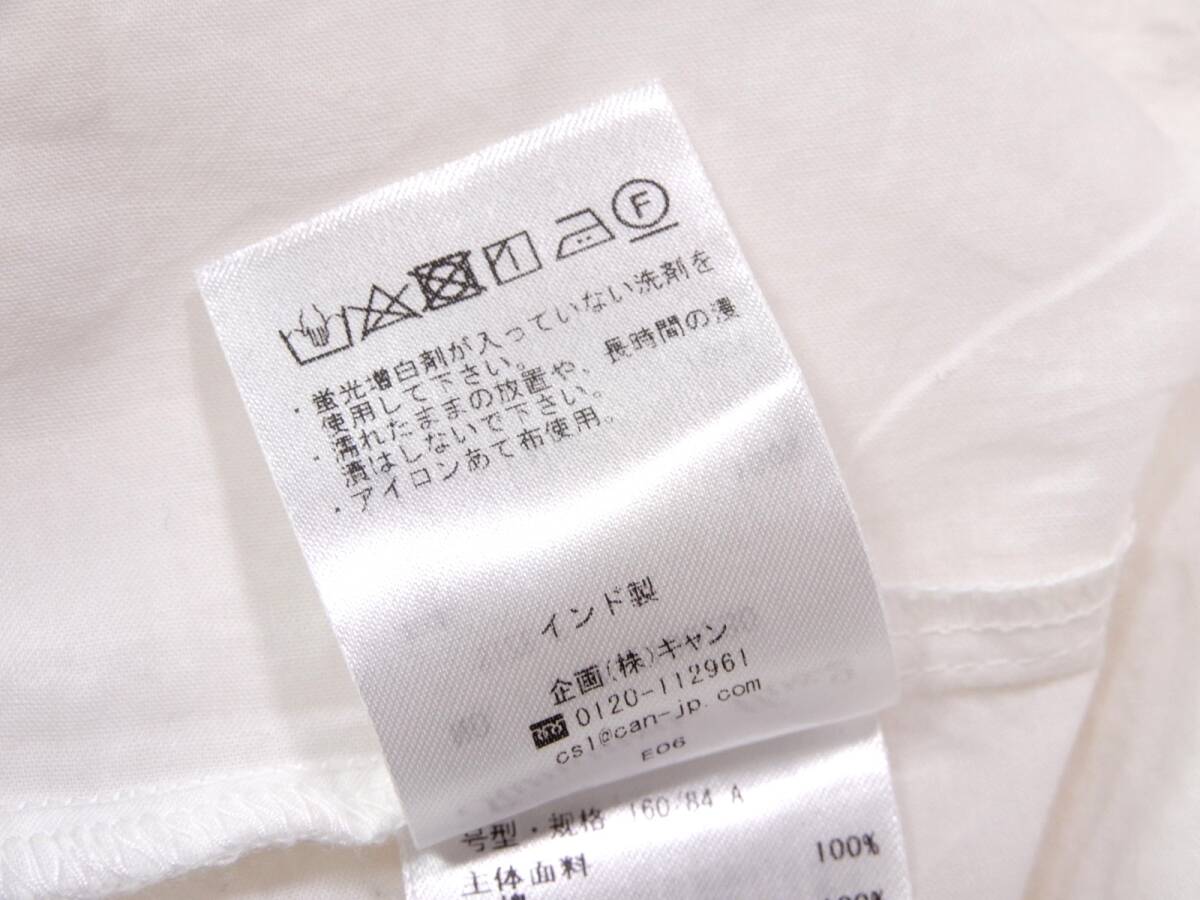 F
・蛍光増白剤が入っていない洗剤を
使用して下さい。
・濡れたままの放置や、長時間の浸
漬はしないで下さい。
・アイロンあて布使用。
インド製
企画(株)キャン
0120-112961
cs1@can-jp.com
E06
号型・规格 160/84 A
主体面料 100%
100%